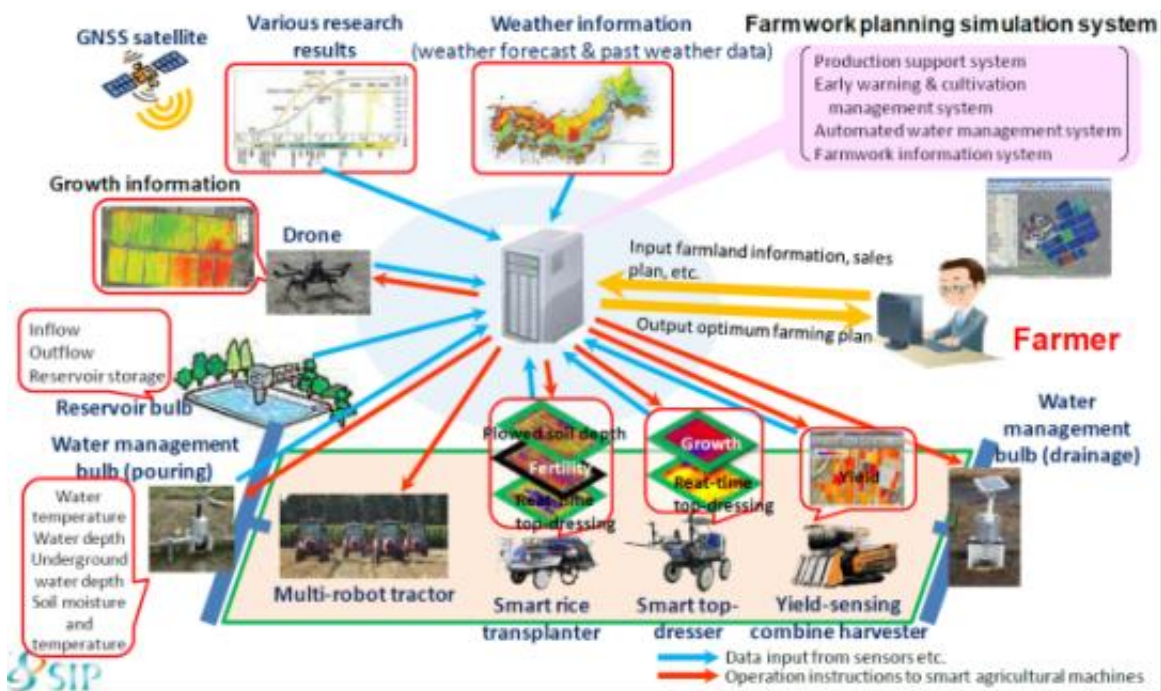 GNSS satellite
Various research
results
Weather information
(weather forecast & past weather data)
Farmwork planning simulation system
Production support system
Early warning & cultivation
management system
Automated water management system
Farmwork information system
Growth information
Drone
Input farmland information, sales
plan, etc.
Output optimum farming plan
Farmer
Inflow
Outflow
Reservoir storage
Reservoir bulb
Water management
bulb (pouring)
Water
temperature
Water depth
Underground
water depth
Soil moisture
and
temperature
Plowed soil depth
Fertility
Real-time
top-dressing
Growth
Real-time
top-dressing
Yield
Water
management
bulb (drainage)
Multi-robot tractor
Smart rice
transplanter
Smart top-
dresser
Yield-sensing
combine harvester
Data input from sensors etc.
Operation instructions to smart agricultural machines
SIP